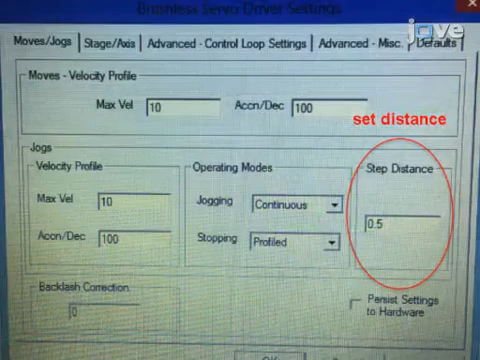 Brushless Servo Driver Settings
jove
Moves/Jogs Stage/Axis Advanced - Control Loop Settings Advanced - Misc. Defaults
Moves - Velocity Profile
Max Vel 10 Accn/Dec 100
set distance
Jogs
Velocity Profile Operating Modes Step Distance
Max Vel 10 Jogging Continuous
0.5
Accn/Dec 100 Stopping Profiled
Backlash Correction
0
Persist Settings
to Hardware
OK